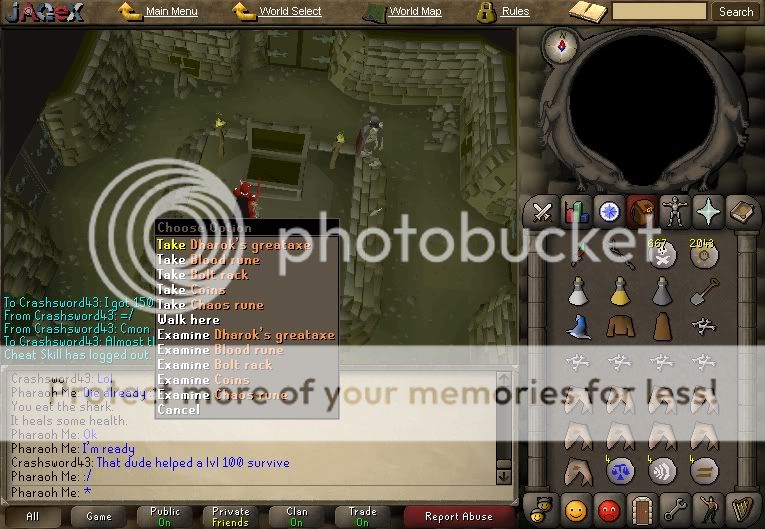 JAGeX
Main Menu
World Select
World Map
Rules
Search
N
photobucket
Choose Option
Take Dharok's greataxe
Take Blood rune
Take Bolt rack
Take Coins
Take Chaos rune
Walk here
Examine Dharok's greataxe
Examine Blood rune
Examine Bolt rack
Examine Coins
Examine Chaos rune
Cancel
667
2043
To Crashsword43: I got 150
From Crashsword43: =/
From Crashsword43: Cmon
To Crashsword43: Almost th
Cheat Skill has logged out.
Protect more of your memories for less!
Crashsword43: Lol
Pharaoh Me: Die already
You eat the shark.
It heals some health.
Pharaoh Me: Ok
Pharaoh Me: I'm ready
Crashsword43: That dude helped a lvl 100 survive
Pharaoh Me: :/
Pharaoh Me: *
4
4
4
All
Game
Public
On
Private
Friends
Clan
On
Trade
On
Report Abuse